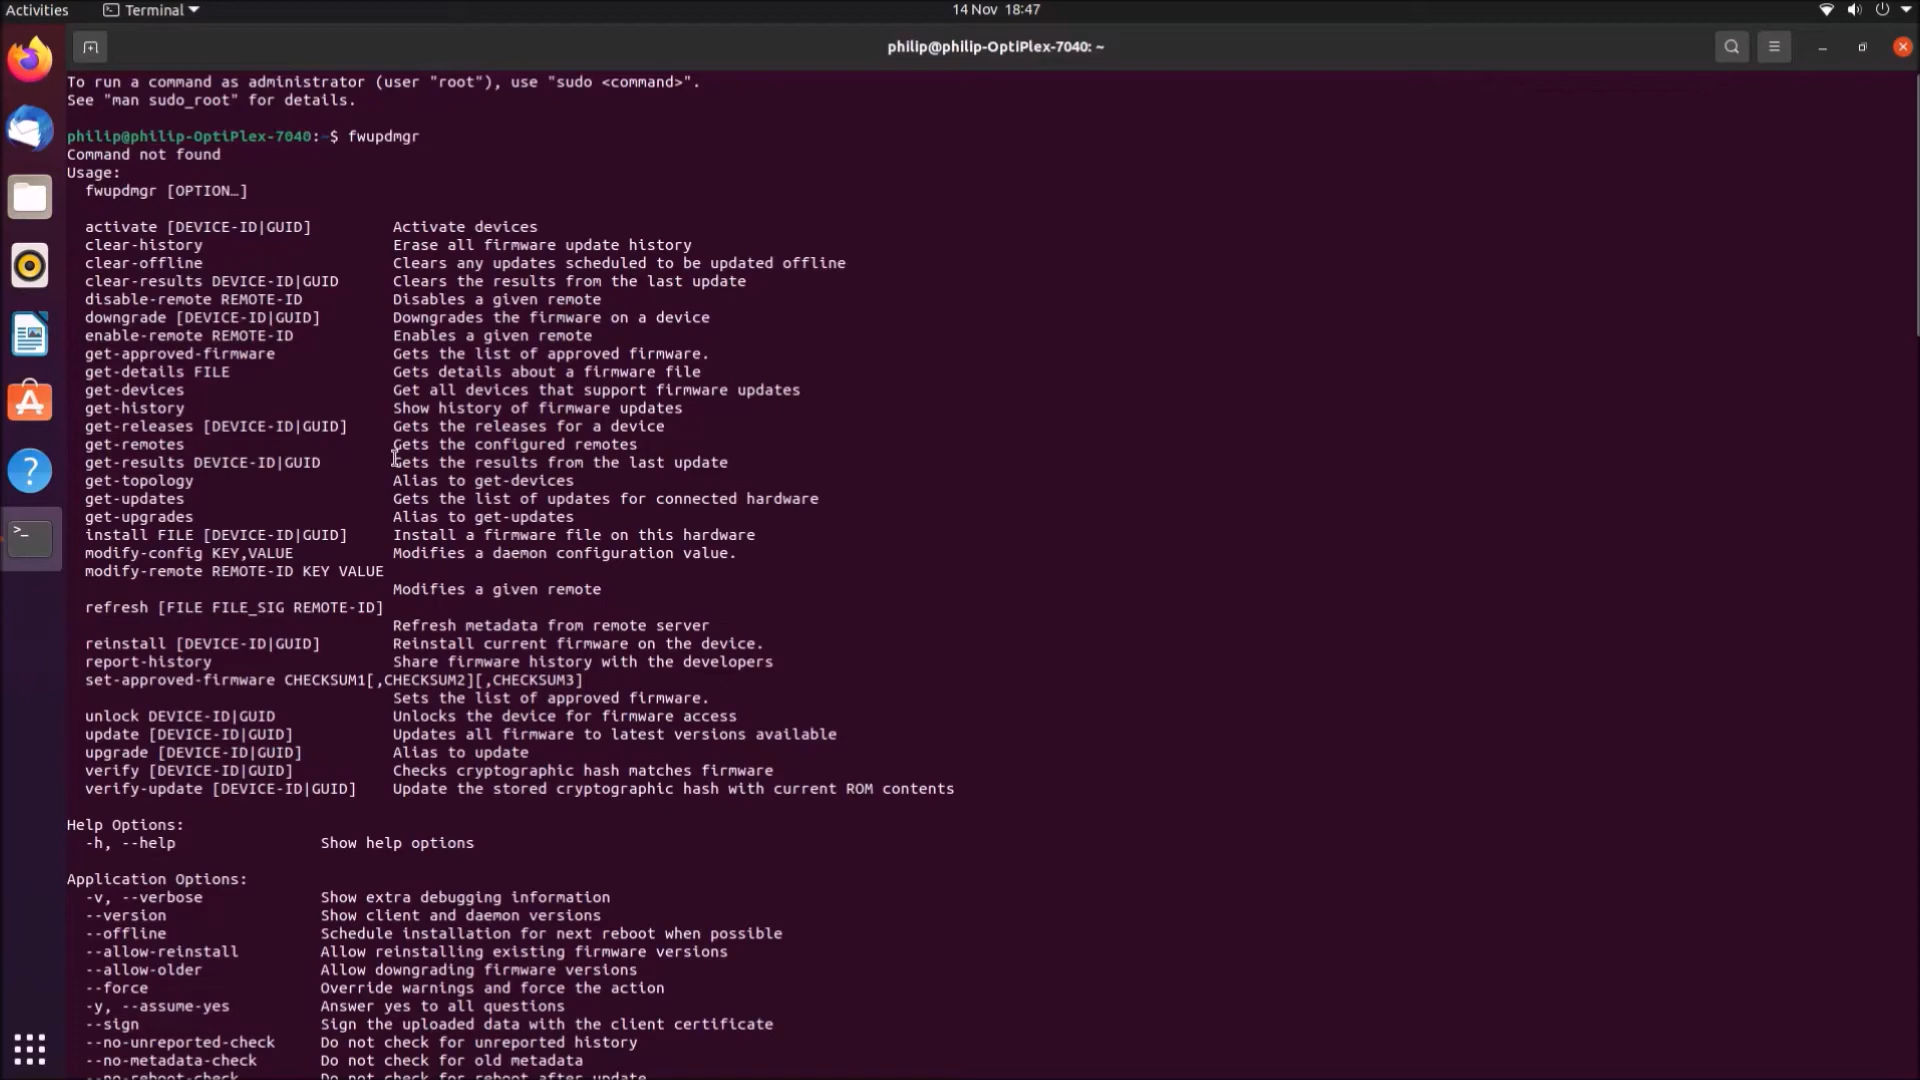 Activities
Terminal
14 Nov 18:47
philip@philip-OptiPlex-7040: ~
To run a command as administrator (user "root"), use "sudo <command>".
See "man sudo_root" for details.
philip@philip-OptiPlex-7040:~$ fwupdmgr
Command not found
Usage:
fwupdmgr [OPTION…]
activate [DEVICE-ID|GUID] Activate devices
clear-history Erase all firmware update history
clear-offline Clears any updates scheduled to be updated offline
clear-results DEVICE-ID|GUID Clears the results from the last update
disable-remote REMOTE-ID Disables a given remote
downgrade [DEVICE-ID|GUID] Downgrades the firmware on a device
enable-remote REMOTE-ID Enables a given remote
get-approved-firmware Gets the list of approved firmware.
get-details FILE Gets details about a firmware file
get-devices Get all devices that support firmware updates
get-history Show history of firmware updates
get-releases [DEVICE-ID|GUID] Gets the releases for a device
get-remotes Gets the configured remotes
get-results DEVICE-ID|GUID Gets the results from the last update
get-topology Alias to get-devices
get-updates Gets the list of updates for connected hardware
get-upgrades Alias to get-updates
install FILE [DEVICE-ID|GUID] Install a firmware file on this hardware
modify-config KEY,VALUE Modifies a daemon configuration value.
modify-remote REMOTE-ID KEY VALUE
Modifies a given remote
refresh [FILE FILE_SIG REMOTE-ID]
Refresh metadata from remote server
reinstall [DEVICE-ID|GUID] Reinstall current firmware on the device.
report-history Share firmware history with the developers
set-approved-firmware CHECKSUM1[,CHECKSUM2][,CHECKSUM3]
Sets the list of approved firmware.
unlock DEVICE-ID|GUID Unlocks the device for firmware access
update [DEVICE-ID|GUID] Updates all firmware to latest versions available
upgrade [DEVICE-ID|GUID] Alias to update
verify [DEVICE-ID|GUID] Checks cryptographic hash matches firmware
verify-update [DEVICE-ID|GUID] Update the stored cryptographic hash with current ROM contents
Help Options:
-h, --help Show help options
Application Options:
-v, --verbose Show extra debugging information
--version Show client and daemon versions
--offline Schedule installation for next reboot when possible
--allow-reinstall Allow reinstalling existing firmware versions
--allow-older Allow downgrading firmware versions
--force Override warnings and force the action
-y, --assume-yes Answer yes to all questions
--sign Sign the uploaded data with the client certificate
--no-unreported-check Do not check for unreported history
--no-metadata-check Do not check for old metadata
--no-reboot-check Do not check for reboot after update